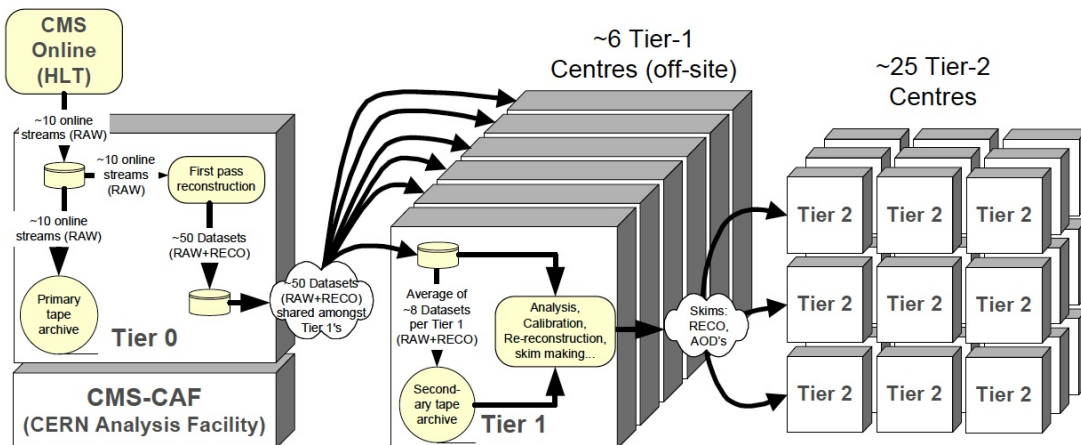 CMS
Online
(HLT)
~10 online
streams (RAW)
~10 online
streams
(RAW)
First pass
reconstruction
~10 online
streams (RAW)
~50 Datasets
(RAW+RECO)
Primary
tape
archive
Tier 0
CMS-CAF
(CERN Analysis Facility)
~50 Datasets
(RAW+RECO)
shared amongst
Tier 1's
~6 Tier-1
Centres (off-site)
Average of
~8 Datasets
per Tier 1
(RAW+RECO)
Analysis,
Calibration,
Re-reconstruction,
skim making...
Second-
ary tape
archive
Tier 1
Skims:
RECO,
AOD's
~25 Tier-2
Centres
Tier 2
Tier 2
Tier 2
Tier 2
Tier 2
Tier 2
Tier 2
Tier 2
Tier 2